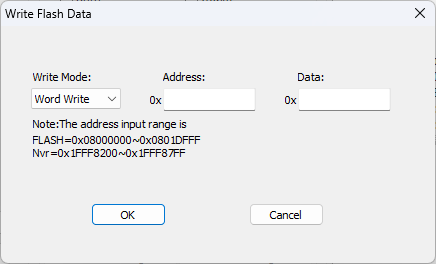 Write Flash Data
Write Mode: Address: Data:
Word Write 0x 0x
Note:The address input range is
FLASH=0x08000000~0x0801DFFF
Nvr=0x1FFF8200~0x1FFF87FF
OK Cancel